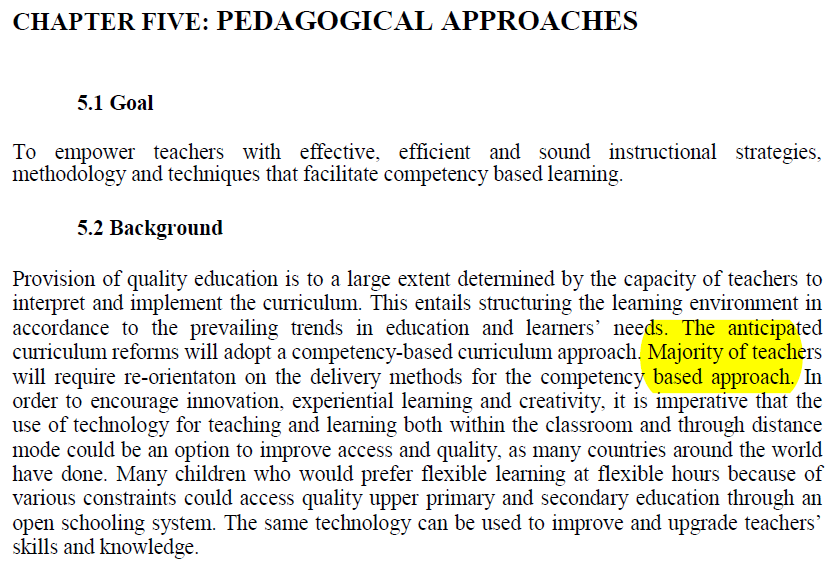 CHAPTER FIVE: PEDAGOGICAL APPROACHES
5.1 Goal
To empower teachers with effective, efficient and sound instructional strategies,
methodology and techniques that facilitate competency based learning.
5.2 Background
Provision of quality education is to a large extent determined by the capacity of teachers to
interpret and implement the curriculum. This entails structuring the learning environment in
accordance to the prevailing trends in education and learners’ needs. The anticipated
curriculum reforms will adopt a competency-based curriculum approach. Majority of teachers
will require re-orientaton on the delivery methods for the competency based approach. In
order to encourage innovation, experiential learning and creativity, it is imperative that the
use of technology for teaching and learning both within the classroom and through distance
mode could be an option to improve access and quality, as many countries around the world
have done. Many children who would prefer flexible learning at flexible hours because of
various constraints could access quality upper primary and secondary education through an
open schooling system. The same technology can be used to improve and upgrade teachers’
skills and knowledge.